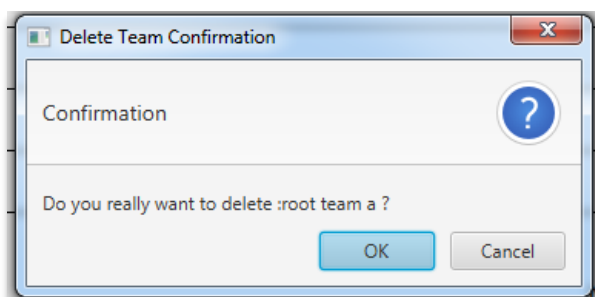 Delete Team Confirmation
Confirmation
?
Do you really want to delete :root team a ?
OK Cancel